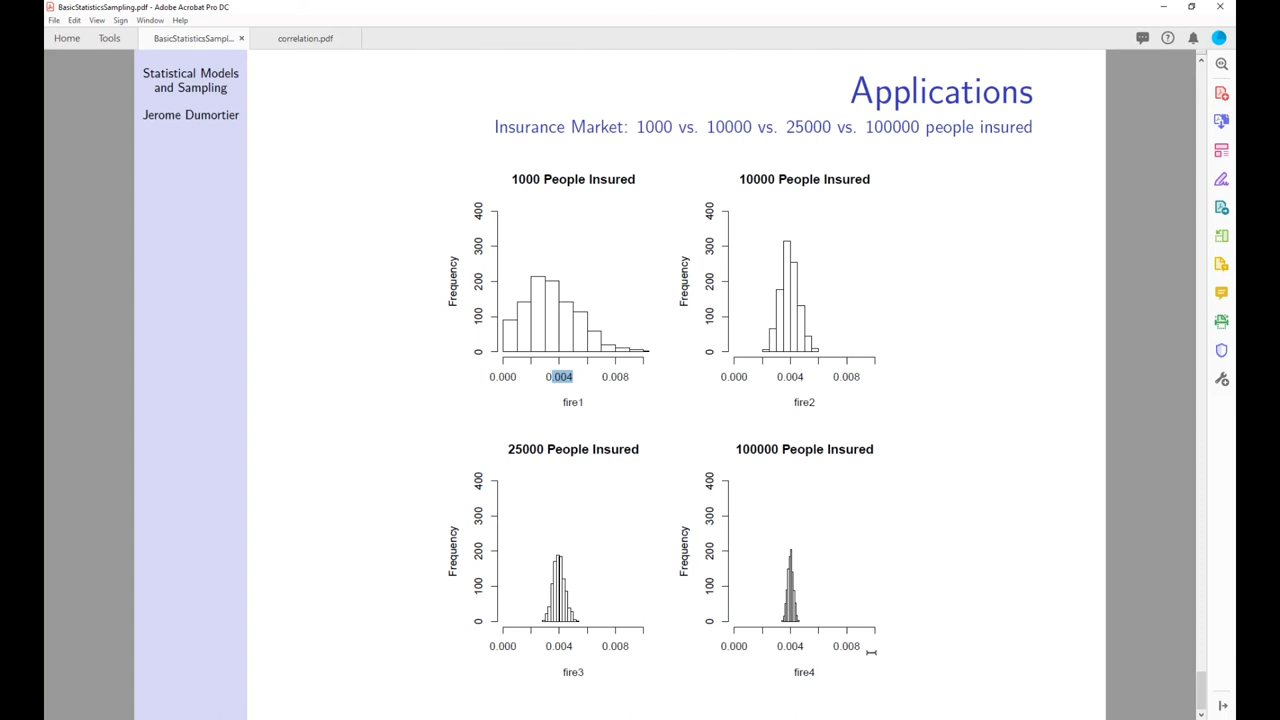 BasicStatisticsSampling.pdf - Adobe Acrobat Pro DC
File Edit View Sign Window Help
Home Tools BasicStatisticsSampl... × correlation.pdf
Statistical Models
and Sampling
Jerome Dumortier
Applications
Insurance Market: 1000 vs. 10000 vs. 25000 vs. 100000 people insured
1000 People Insured
Frequency
400
300
200
100
0
0.000 0.004 0.008
fire1
10000 People Insured
Frequency
400
300
200
100
0
0.000 0.004 0.008
fire2
25000 People Insured
Frequency
400
300
200
100
0
0.000 0.004 0.008
fire3
100000 People Insured
Frequency
400
300
200
100
0
0.000 0.004 0.008
fire4